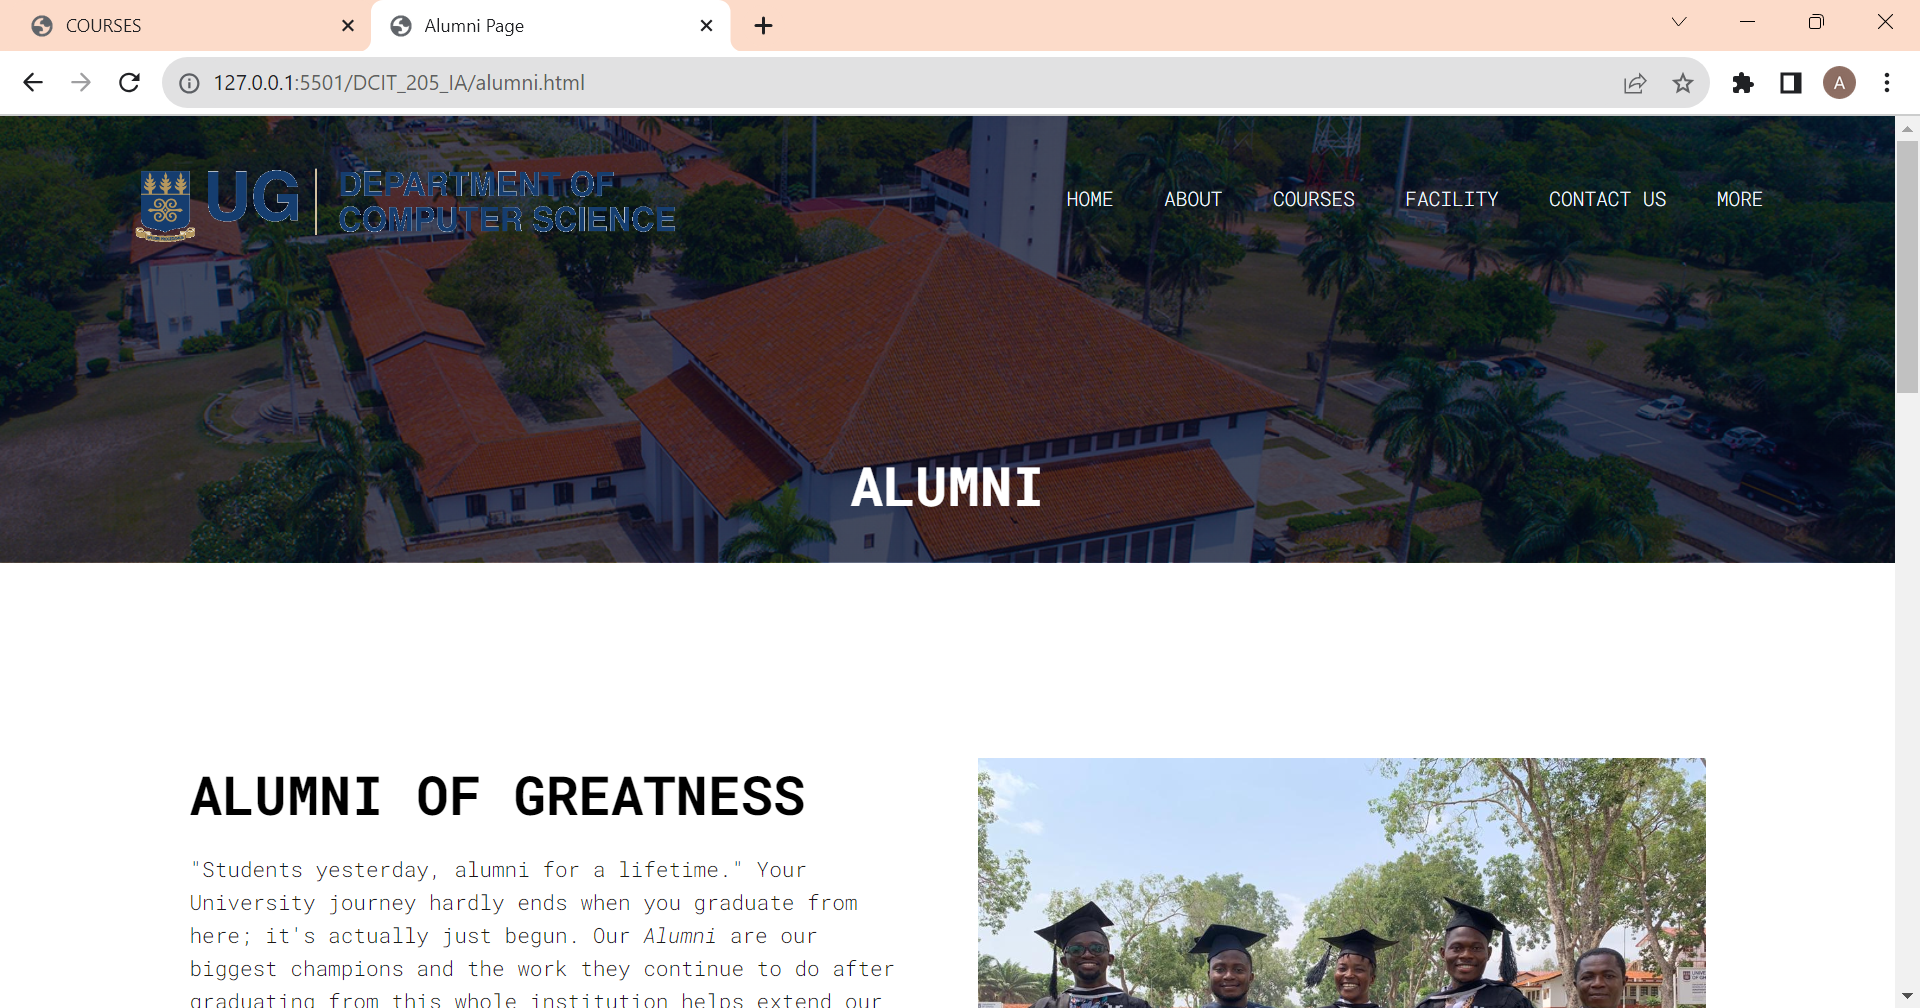 COURSES
Alumni Page
127.0.0.1:5501/DCIT_205_IA/alumni.html
A
UG
DEPARTMENT OF
COMPUTER SCIENCE
HOME ABOUT COURSES FACILITY CONTACT US MORE
ALUMNI
ALUMNI OF GREATNESS
"Students yesterday, alumni for a lifetime." Your
University journey hardly ends when you graduate from
here; it's actually just begun. Our Alumni are our
biggest champions and the work they continue to do after
graduating from this whole institution helps extend our